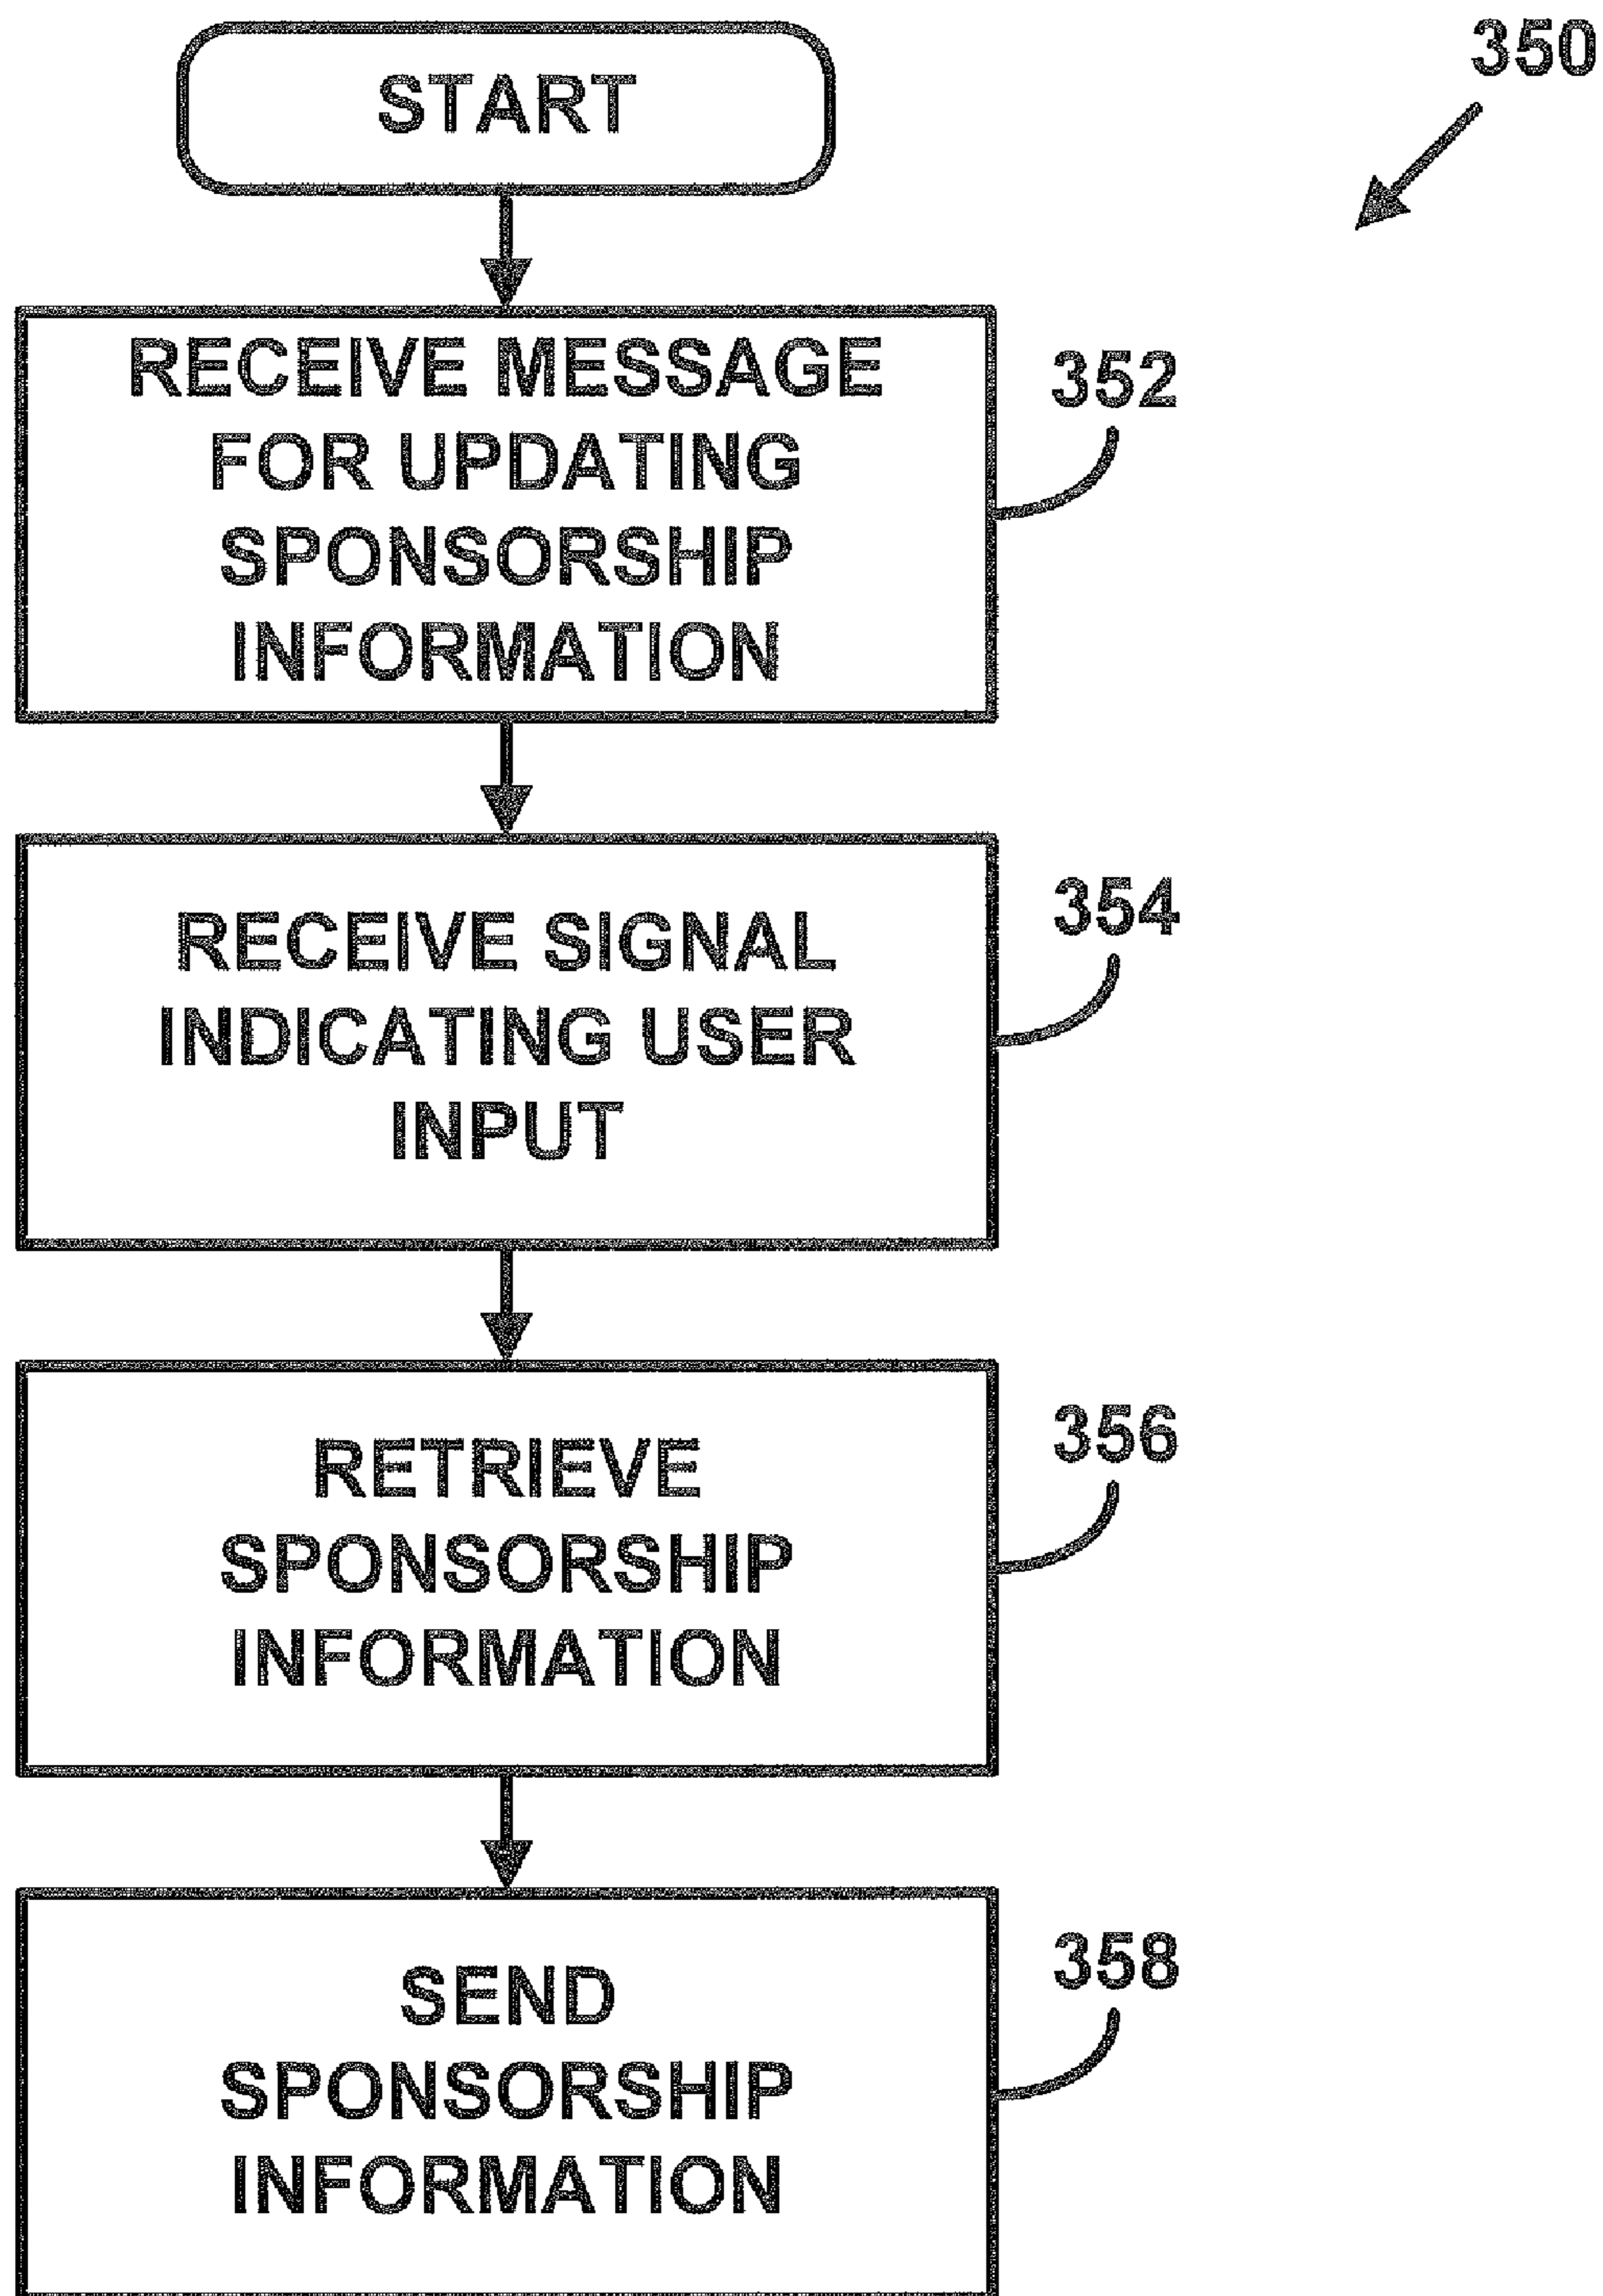 350
START
RECEIVE MESSAGE
FOR UPDATING
SPONSORSHIP
INFORMATION
352
RECEIVE SIGNAL
INDICATING USER
INPUT
354
RETRIEVE
SPONSORSHIP
INFORMATION
356
SEND
SPONSORSHIP
INFORMATION
358